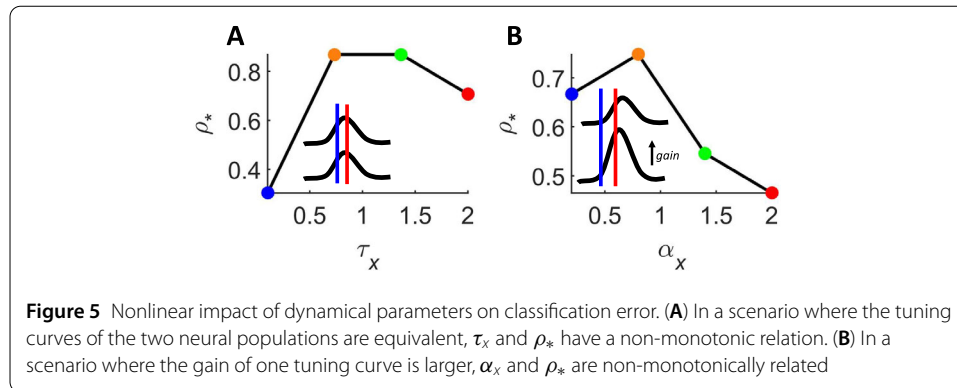 A
B
0.8
0.6
0.4
ρ*
0.5 1 1.5 2
τx
0.7
0.6
0.5
ρ*
gain
0.5 1 1.5 2
αx
Figure 5 Nonlinear impact of dynamical parameters on classification error. (A) In a scenario where the tuning
curves of the two neural populations are equivalent, τx and ρ* have a non-monotonic relation. (B) In a
scenario where the gain of one tuning curve is larger, αx and ρ* are non-monotonically related